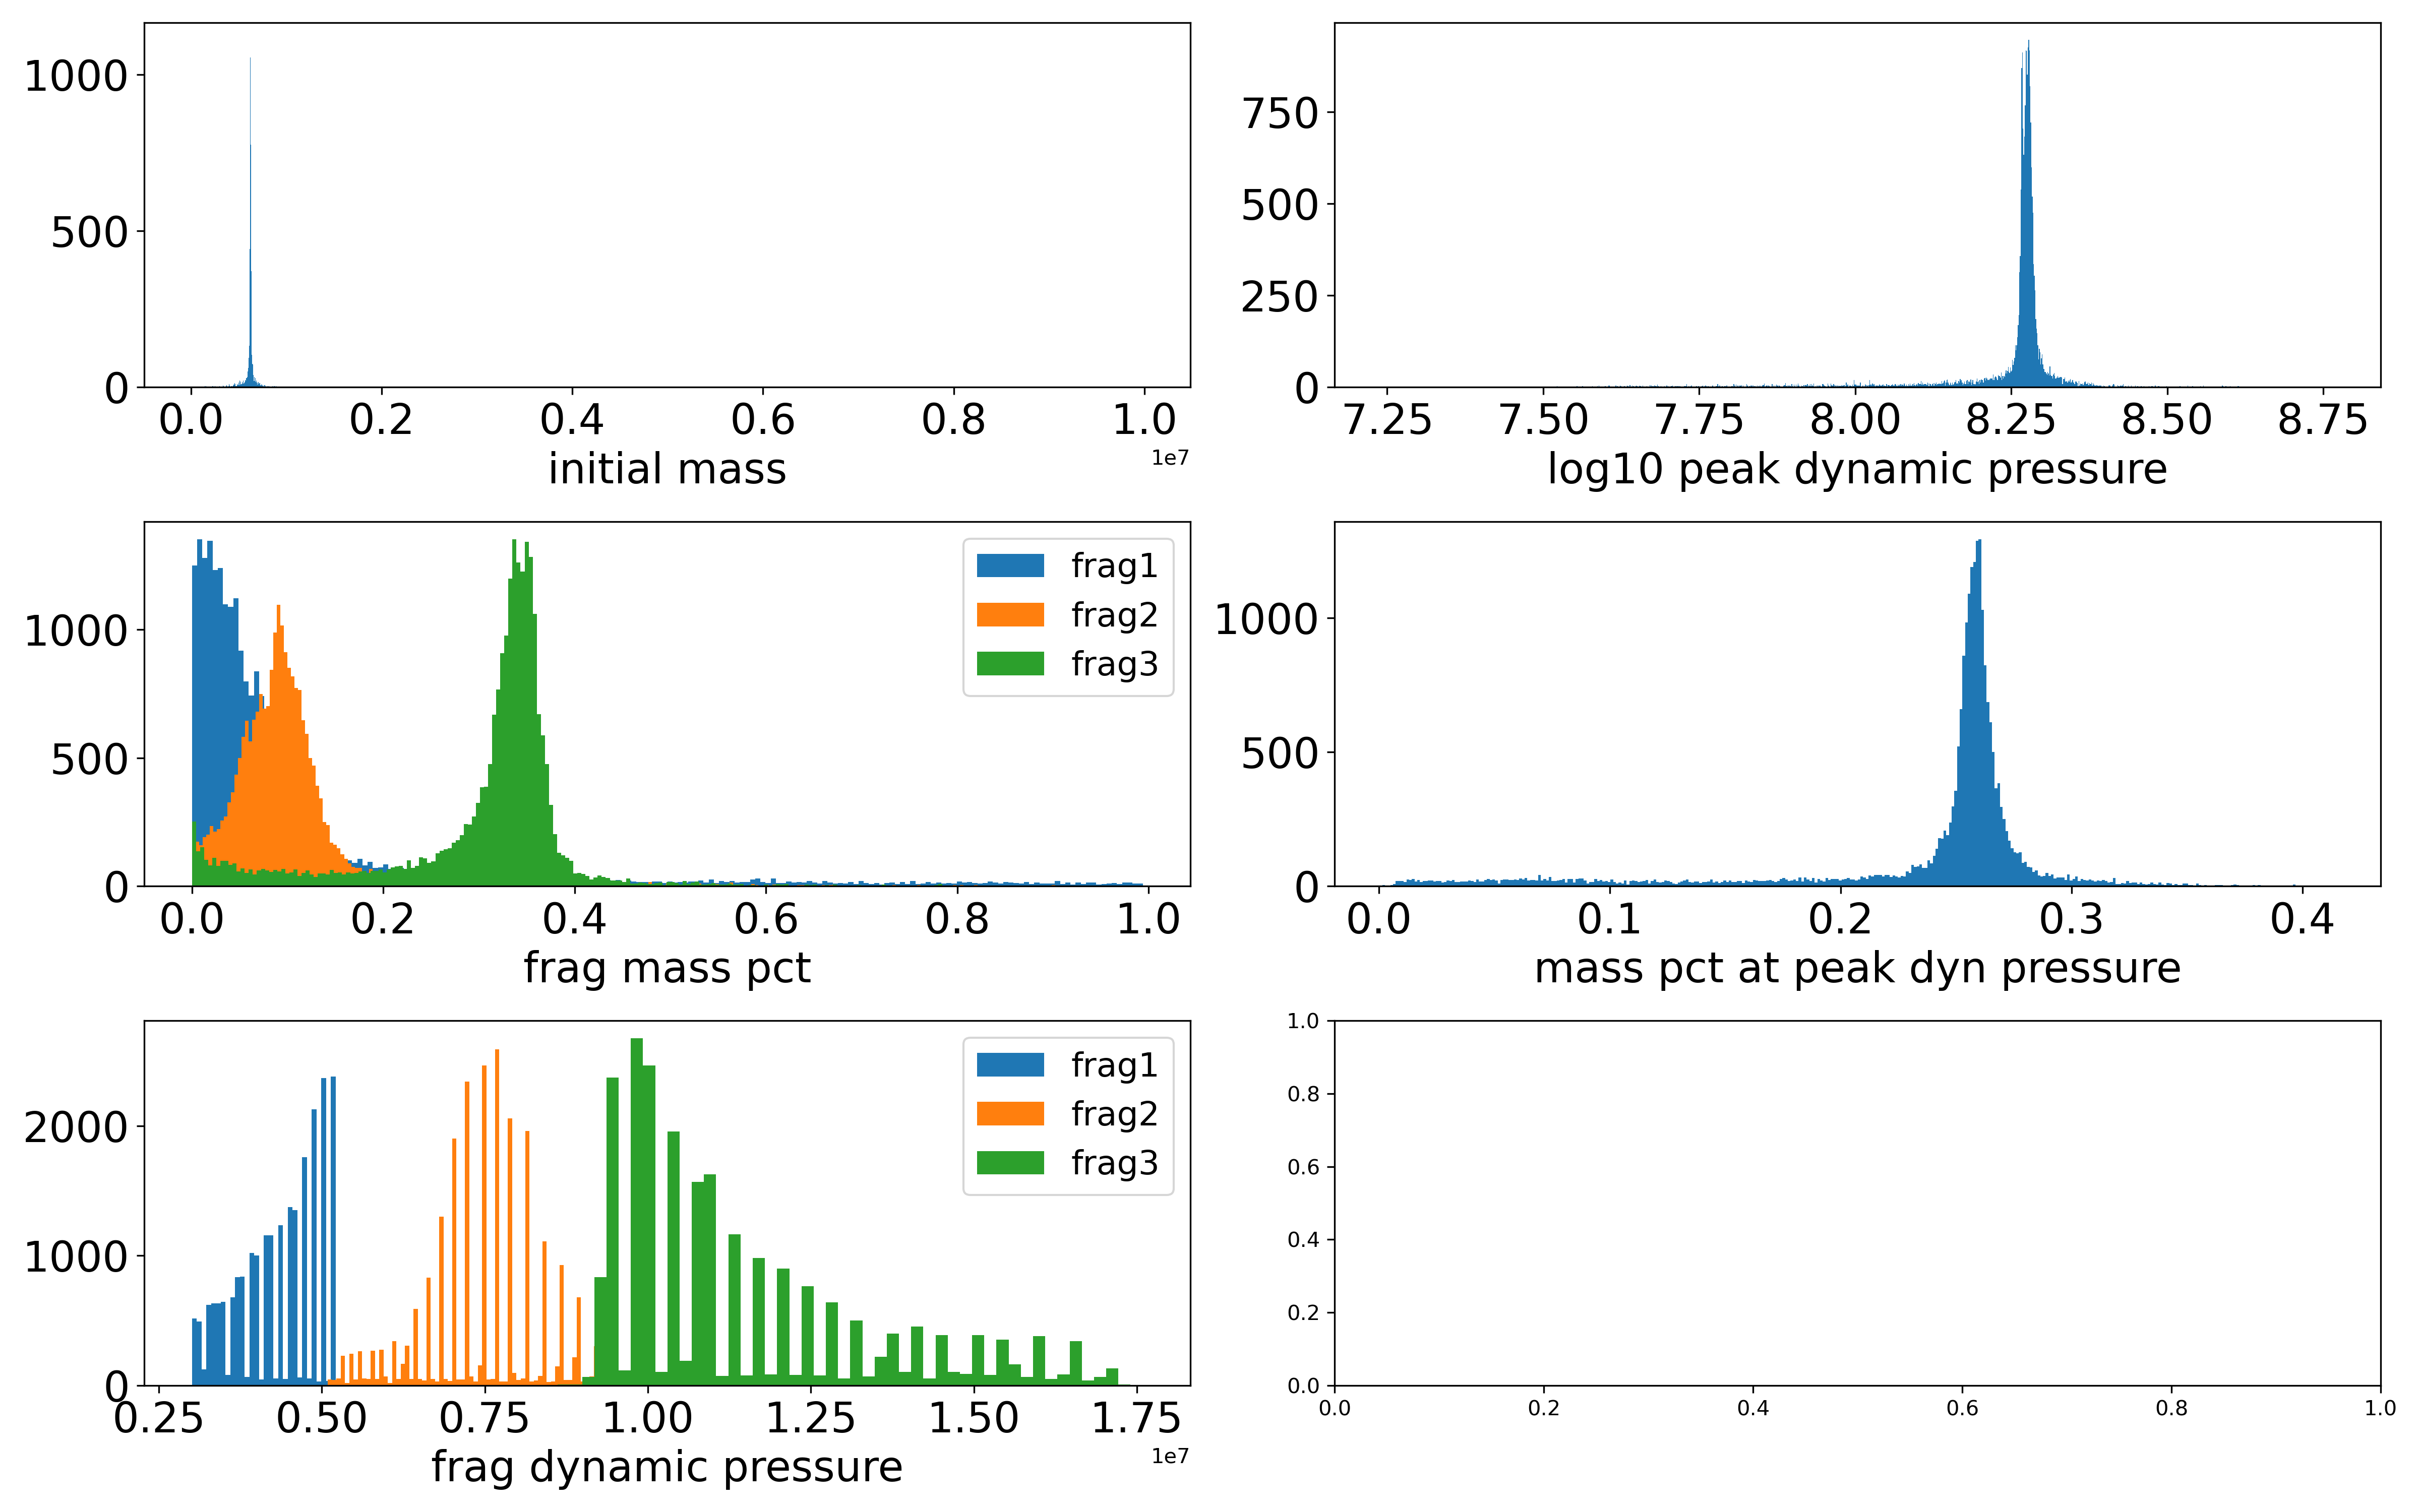 1000
500
0
0.0 0.2 0.4 0.6 0.8 1.0
1e7
initial mass
750
500
250
0
7.25 7.50 7.75 8.00 8.25 8.50 8.75
log10 peak dynamic pressure
1000
500
0
frag1
frag2
frag3
0.0 0.2 0.4 0.6 0.8 1.0
frag mass pct
1000
500
0
0.0 0.1 0.2 0.3 0.4
mass pct at peak dyn pressure
2000
1000
0
frag1
frag2
frag3
0.25 0.50 0.75 1.00 1.25 1.50 1.75
1e7
frag dynamic pressure
1.0
0.8
0.6
0.4
0.2
0.0
0.0 0.2 0.4 0.6 0.8 1.0